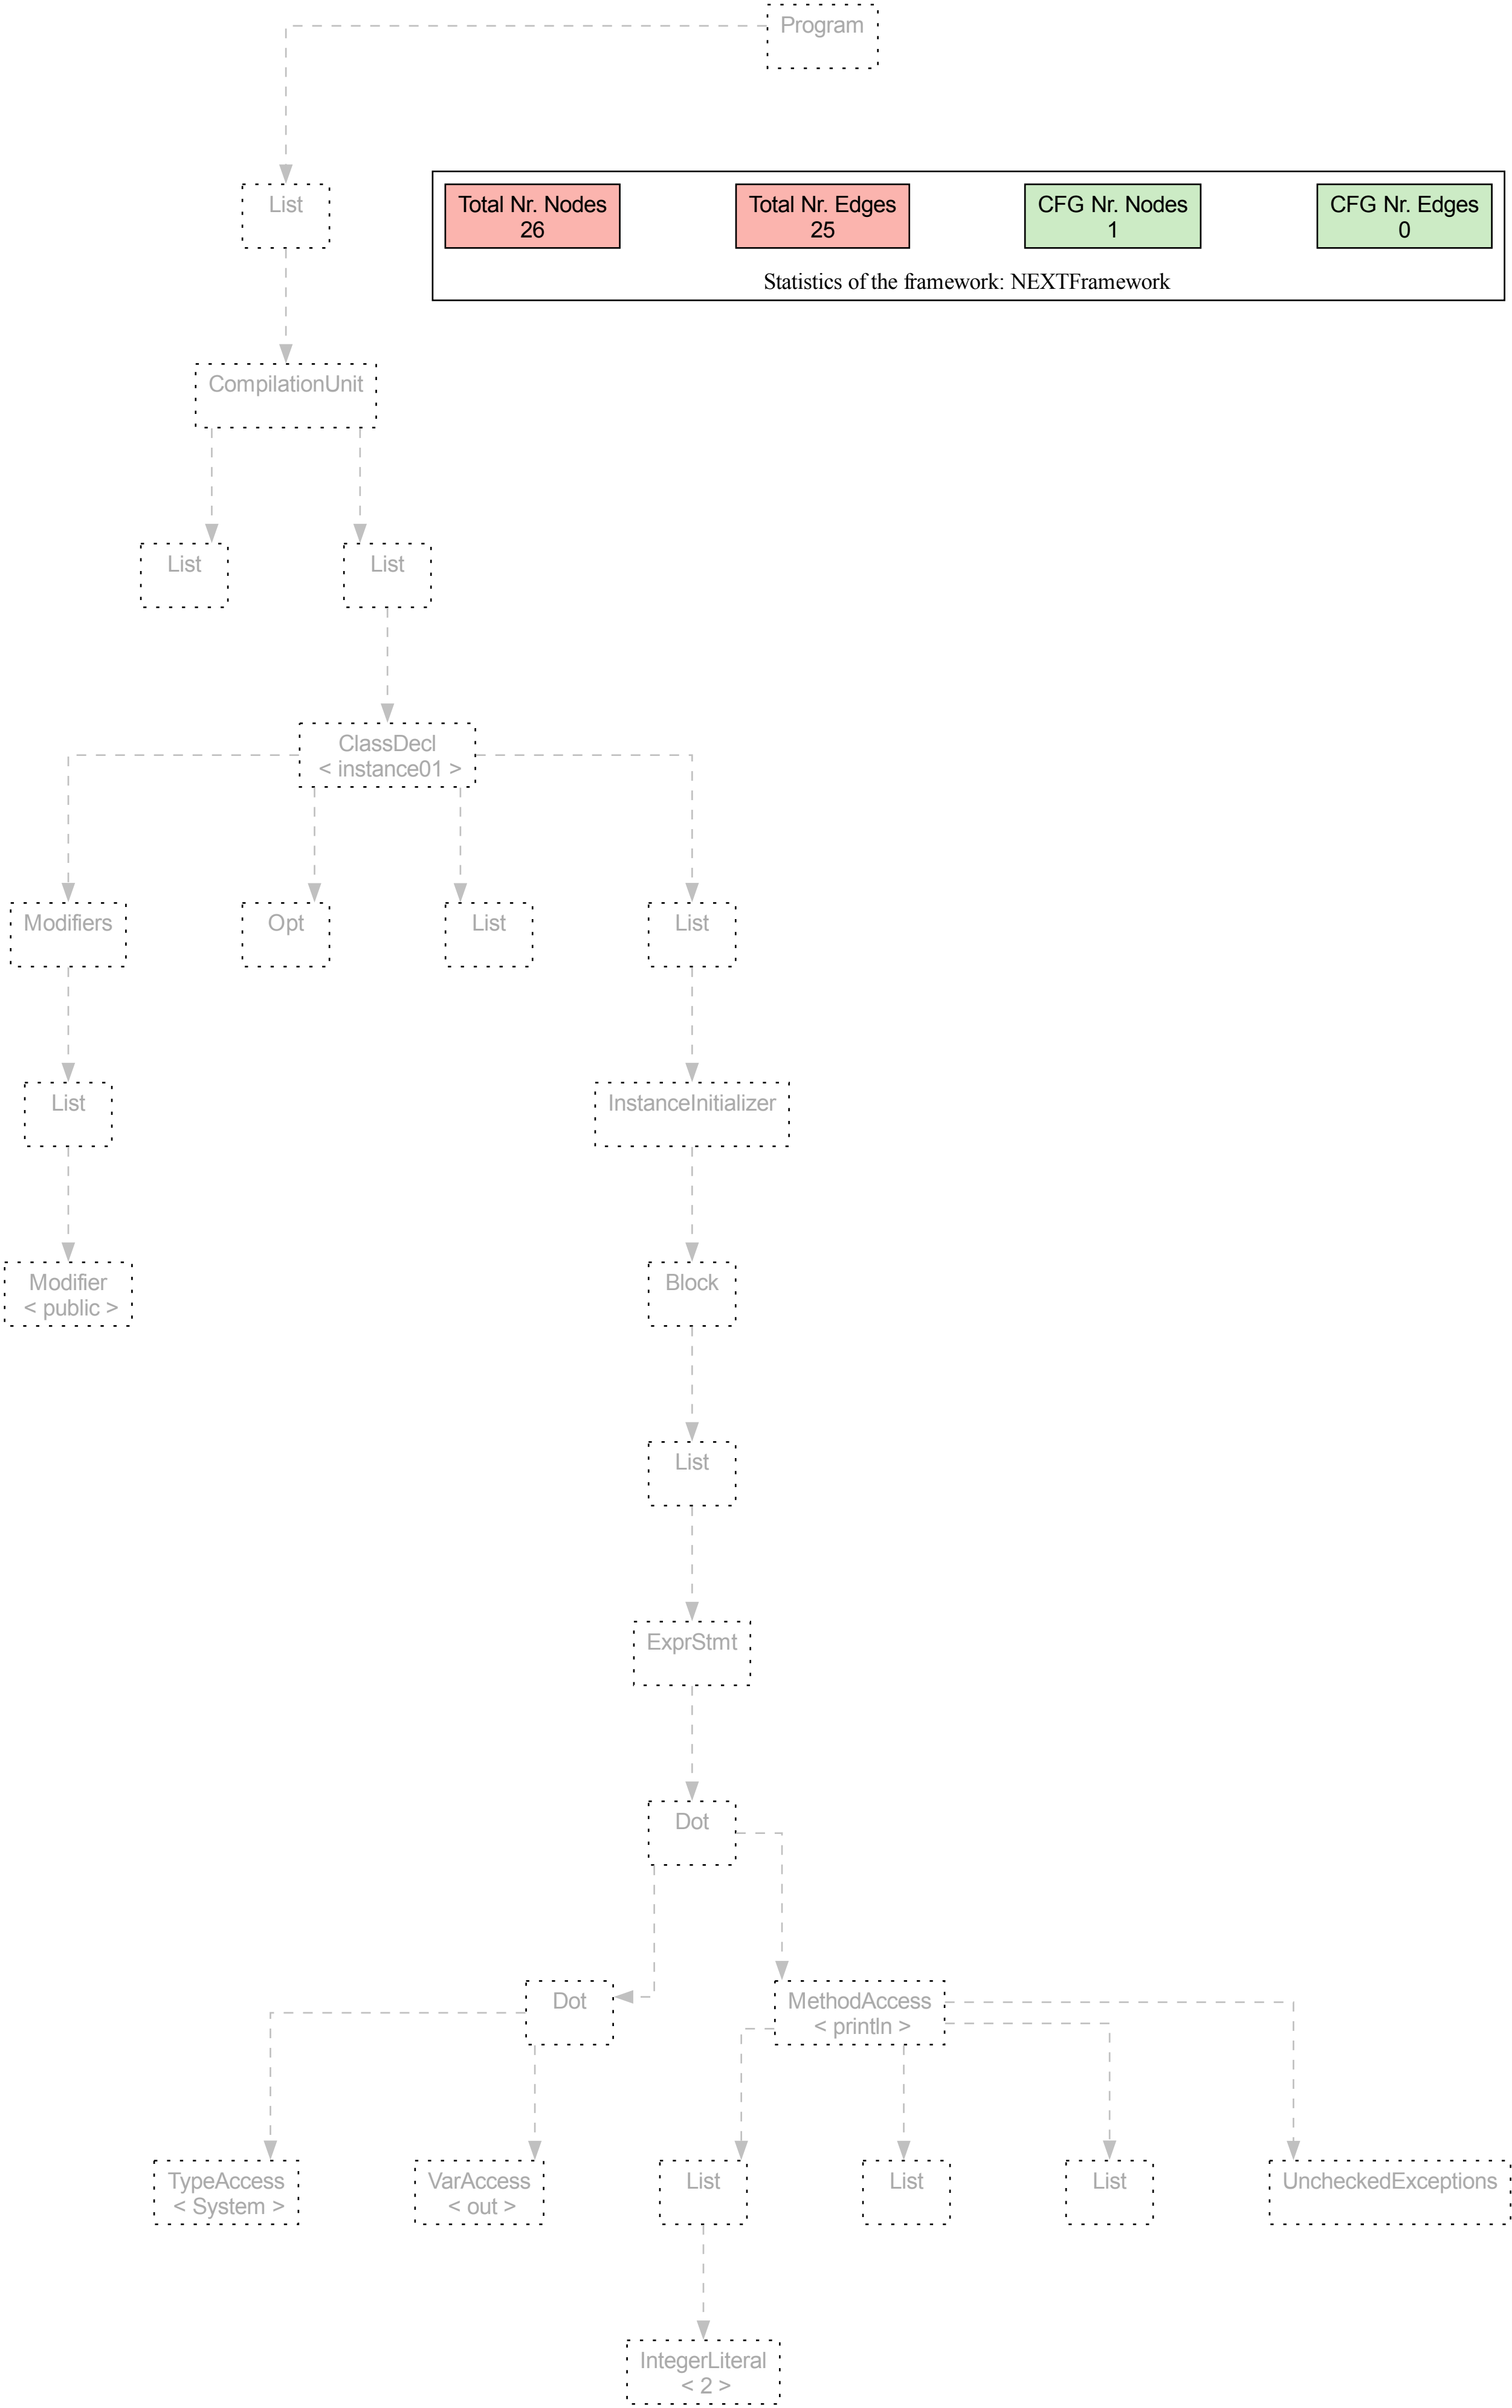 Program
List
Total Nr. Nodes
26
Total Nr. Edges
25
CFG Nr. Nodes
1
CFG Nr. Edges
0
Statistics of the framework: NEXTFramework
CompilationUnit
List
List
ClassDecl
< instance01 >
Modifiers
Opt
List
List
List
InstanceInitializer
Modifier
< public >
Block
List
ExprStmt
Dot
Dot
MethodAccess
< println >
TypeAccess
< System >
VarAccess
< out >
List
List
List
UncheckedExceptions
IntegerLiteral
< 2 >